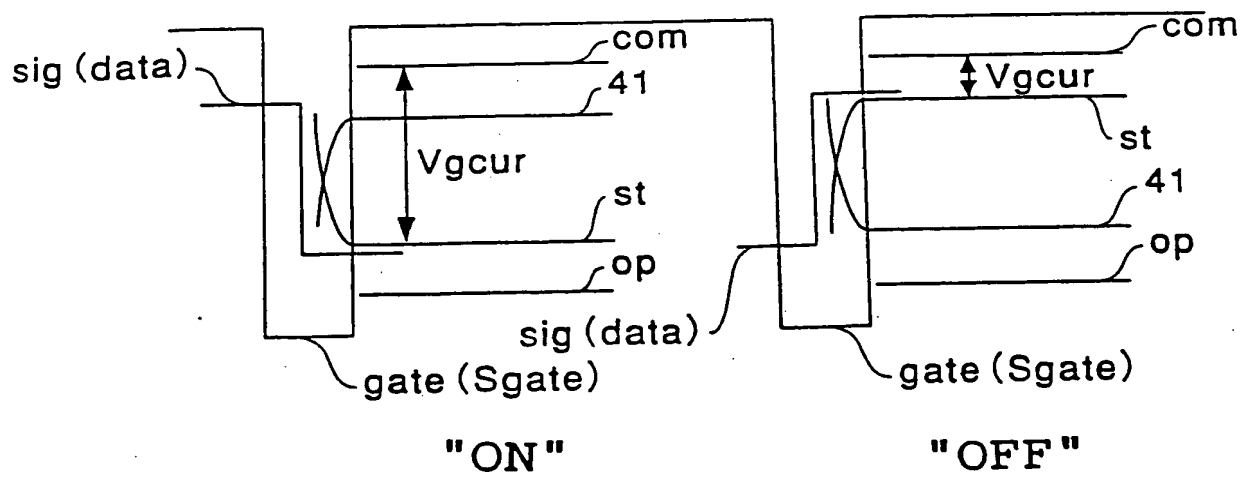 sig (data)
com
41
Vgcur
st
op
gate (Sgate)
"ON"
com
Vgcur
st
41
op
sig (data)
gate (Sgate)
"OFF"